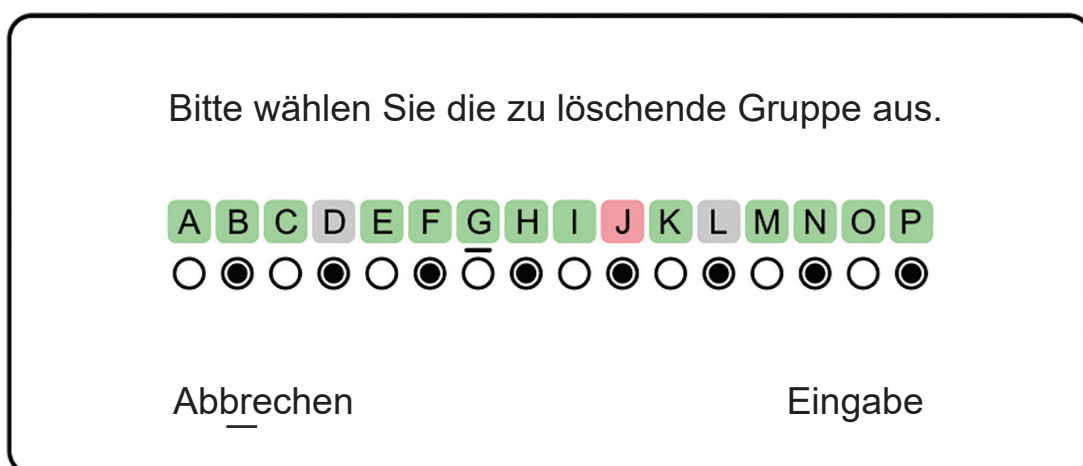 Bitte wählen Sie die zu löschende Gruppe aus.
A B C D E F G H I J K L M N O P
Abbrechen Eingabe